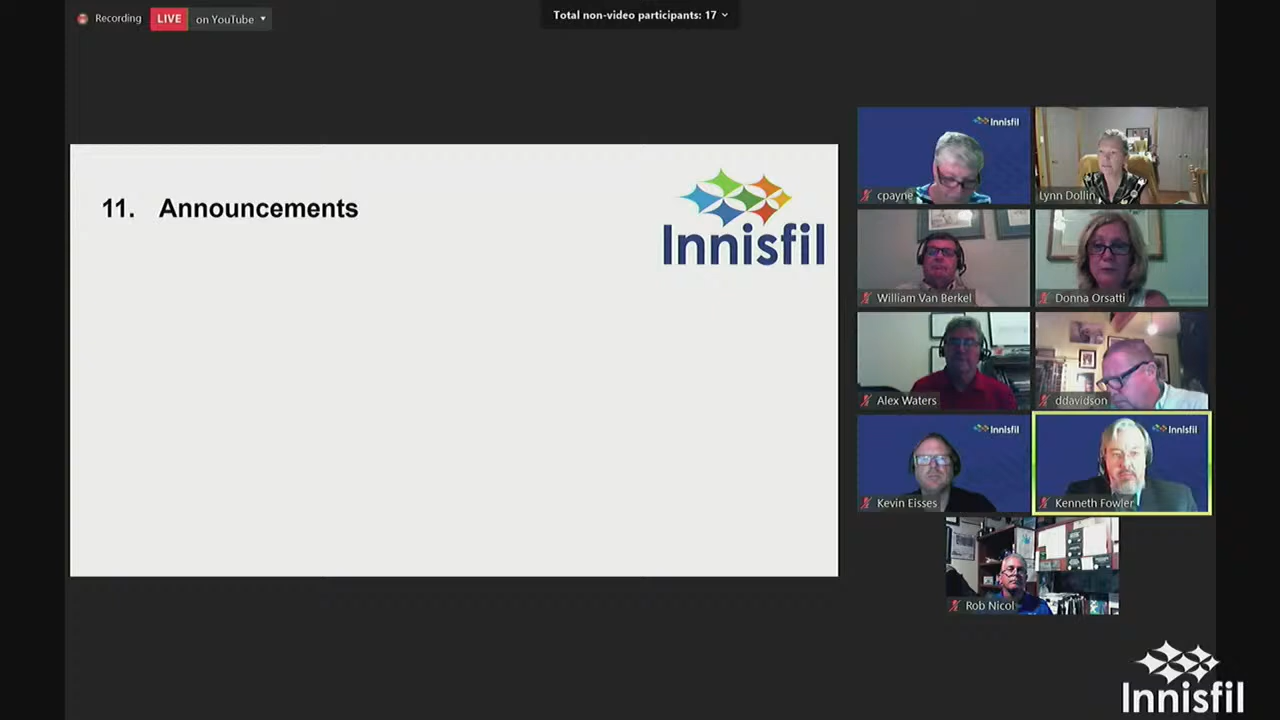 Recording
LIVE on YouTube
Total non-video participants: 17
11. Announcements
Innisfil
Innisfil
cpayne
Lynn Dollin
William Van Berkel
Donna Orsatti
Alex Waters
ddavidson
Innisfil
Kevin Eisses
Innisfil
Kenneth Fowler
Rob Nicol
Innisfil